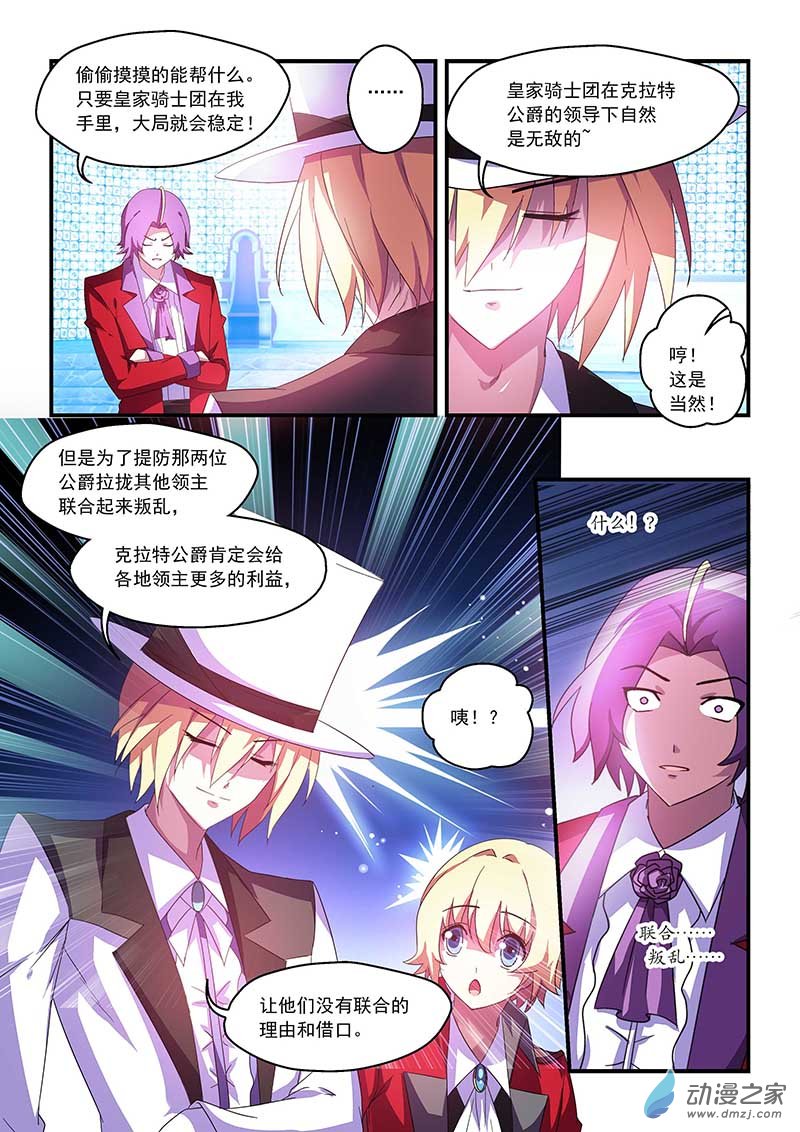 偷偷摸摸的能帮什么。
只要皇家骑士团在我
手里，大局就会稳定！
……
皇家骑士团在克拉特
公爵的领导下自然
是无敌的~
哼！
这是
当然！
但是为了提防那两位
公爵拉拢其他领主
联合起来叛乱，
克拉特公爵肯定会给
各地领主更多的利益，
咦！？
什么！？
联合……
叛乱……
让他们没有联合的
理由和借口。
动漫之家
www.dmzj.com